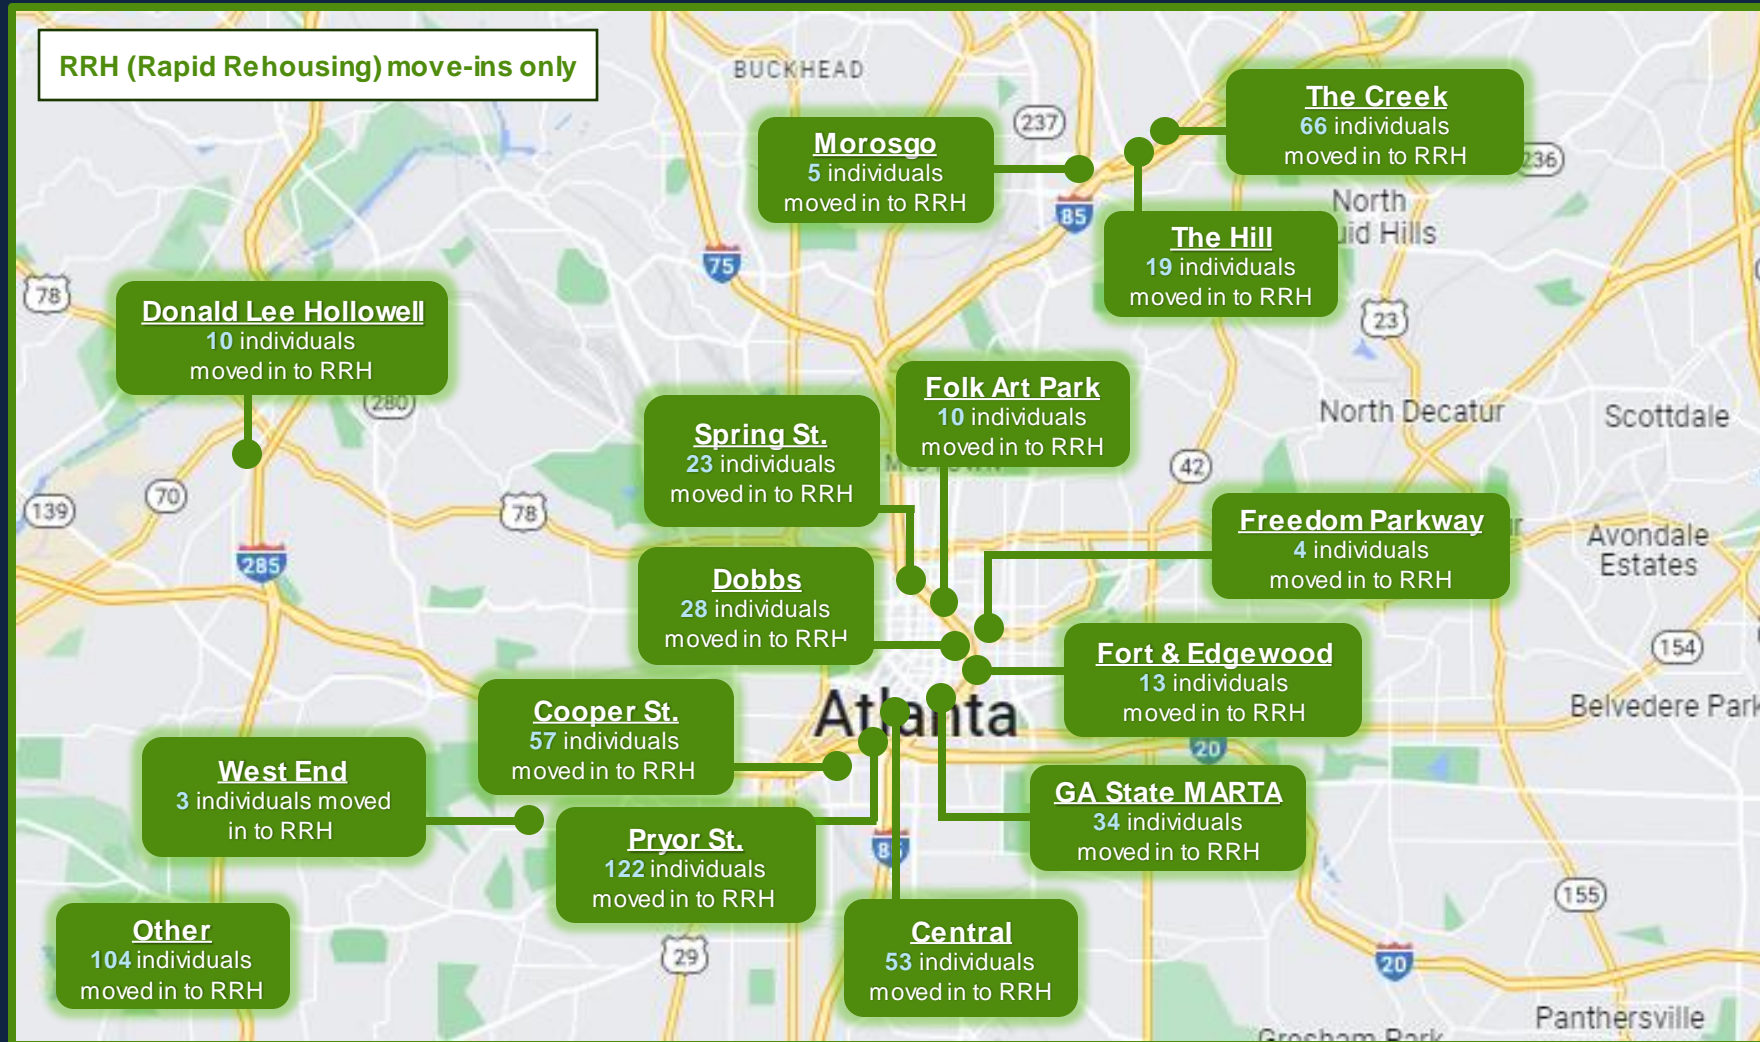 RRH (Rapid Rehousing) move-ins only
BUCKHEAD
237
The Creek
66 individuals
moved in to RRH
236
Morosgo
5 individuals
moved in to RRH
85
North
uid Hills
The Hill
19 individuals
moved in to RRH
75
78
23
Donald Lee Hollowell
10 individuals
moved in to RRH
280
Folk Art Park
10 individuals
moved in to RRH
North Decatur
Scottdale
Spring St.
23 individuals
moved in to RRH
42
139
70
78
Freedom Parkway
4 individuals
moved in to RRH
Avondale
Estates
285
Dobbs
28 individuals
moved in to RRH
Fort & Edgewood
13 individuals
moved in to RRH
154
Belvedere Park
Atlanta
Cooper St.
57 individuals
moved in to RRH
20
West End
3 individuals moved
in to RRH
GA State MARTA
34 individuals
moved in to RRH
Pryor St.
122 individuals
moved in to RRH
155
Other
104 individuals
moved in to RRH
29
Central
53 individuals
moved in to RRH
20
Panthersville
Gresham Park